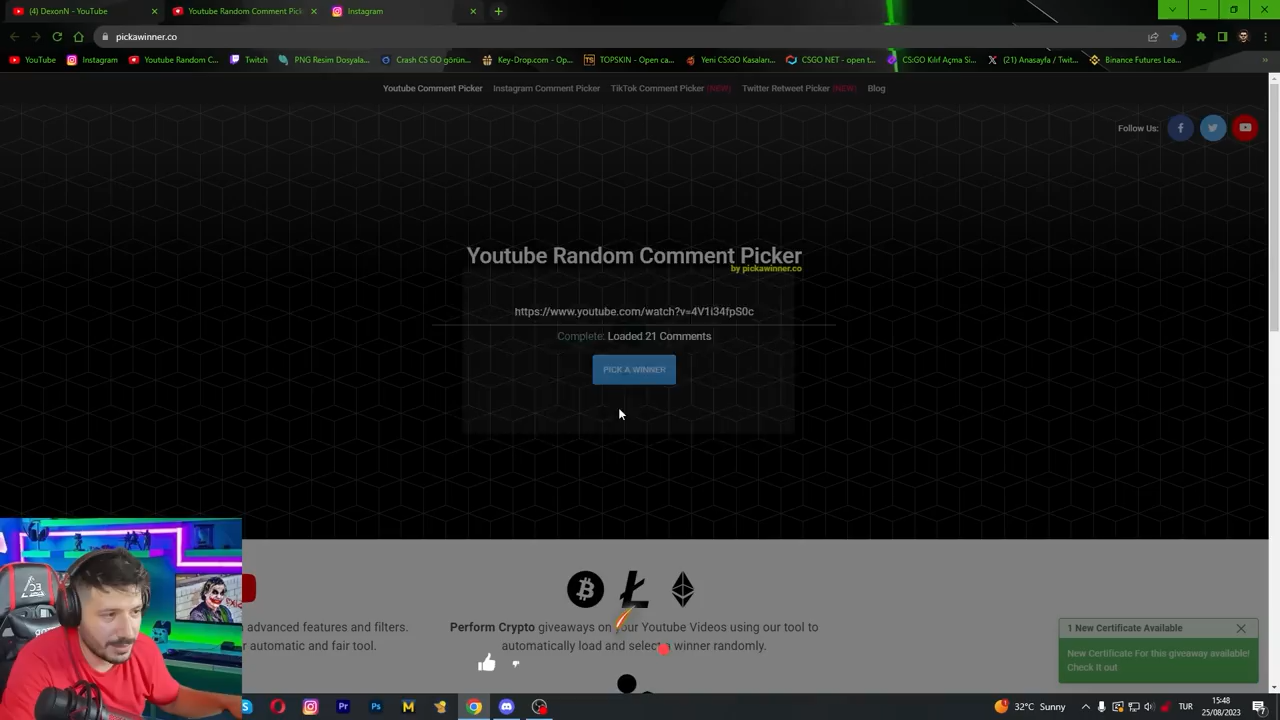 (4) DexonN - YouTube
Youtube Random Comment Pick
Instagram
pickawinner.co
YouTube
Instagram
Youtube Random C...
Twitch
PNG Resim Dosyala...
Crash CS GO görün...
Key-Drop.com - Op...
TOPSKIN - Open ca...
Yeni CS:GO Kasaları...
CSGO NET - open t...
CS:GO Kılıf Açma Si...
(21) Anasayfa / Twit...
Binance Futures Lea...
Youtube Comment Picker
Instagram Comment Picker
TikTok Comment Picker (NEW)
Twitter Retweet Picker (NEW)
Blog
Follow Us:
Youtube Random Comment Picker
by pickawinner.co
https://www.youtube.com/watch?v=4V1i34fpS0c
Complete: Loaded 21 Comments
PICK A WINNER
advanced features and filters.
r automatic and fair tool.
Perform Crypto giveaways on your Youtube Videos using our tool to
automatically load and select a winner randomly.
1 New Certificate Available
New Certificate For this giveaway available!
Check It out
32°C Sunny
TUR
15:48
25/08/2023